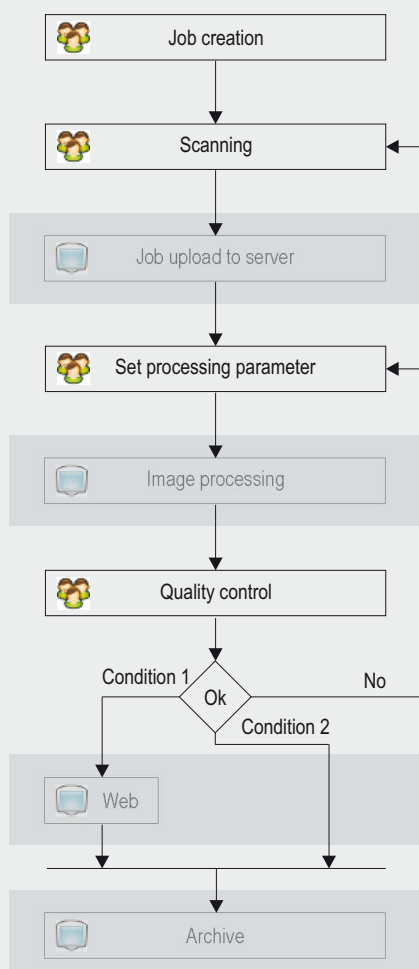 Job creation
Scanning
Job upload to server
Set processing parameter
Image processing
Quality control
Condition 1
Ok
No
Condition 2
Web
Archive